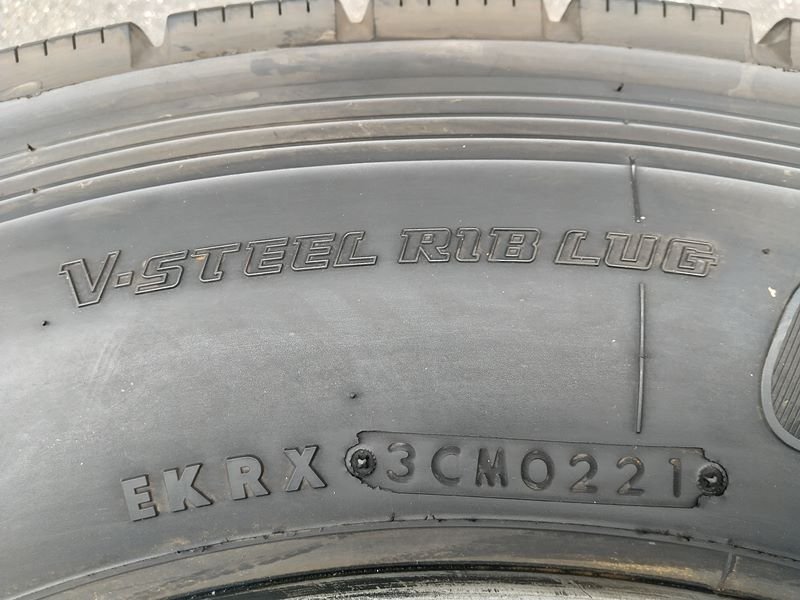 V·STEEL RIB LUG
EKRX 3CM0221